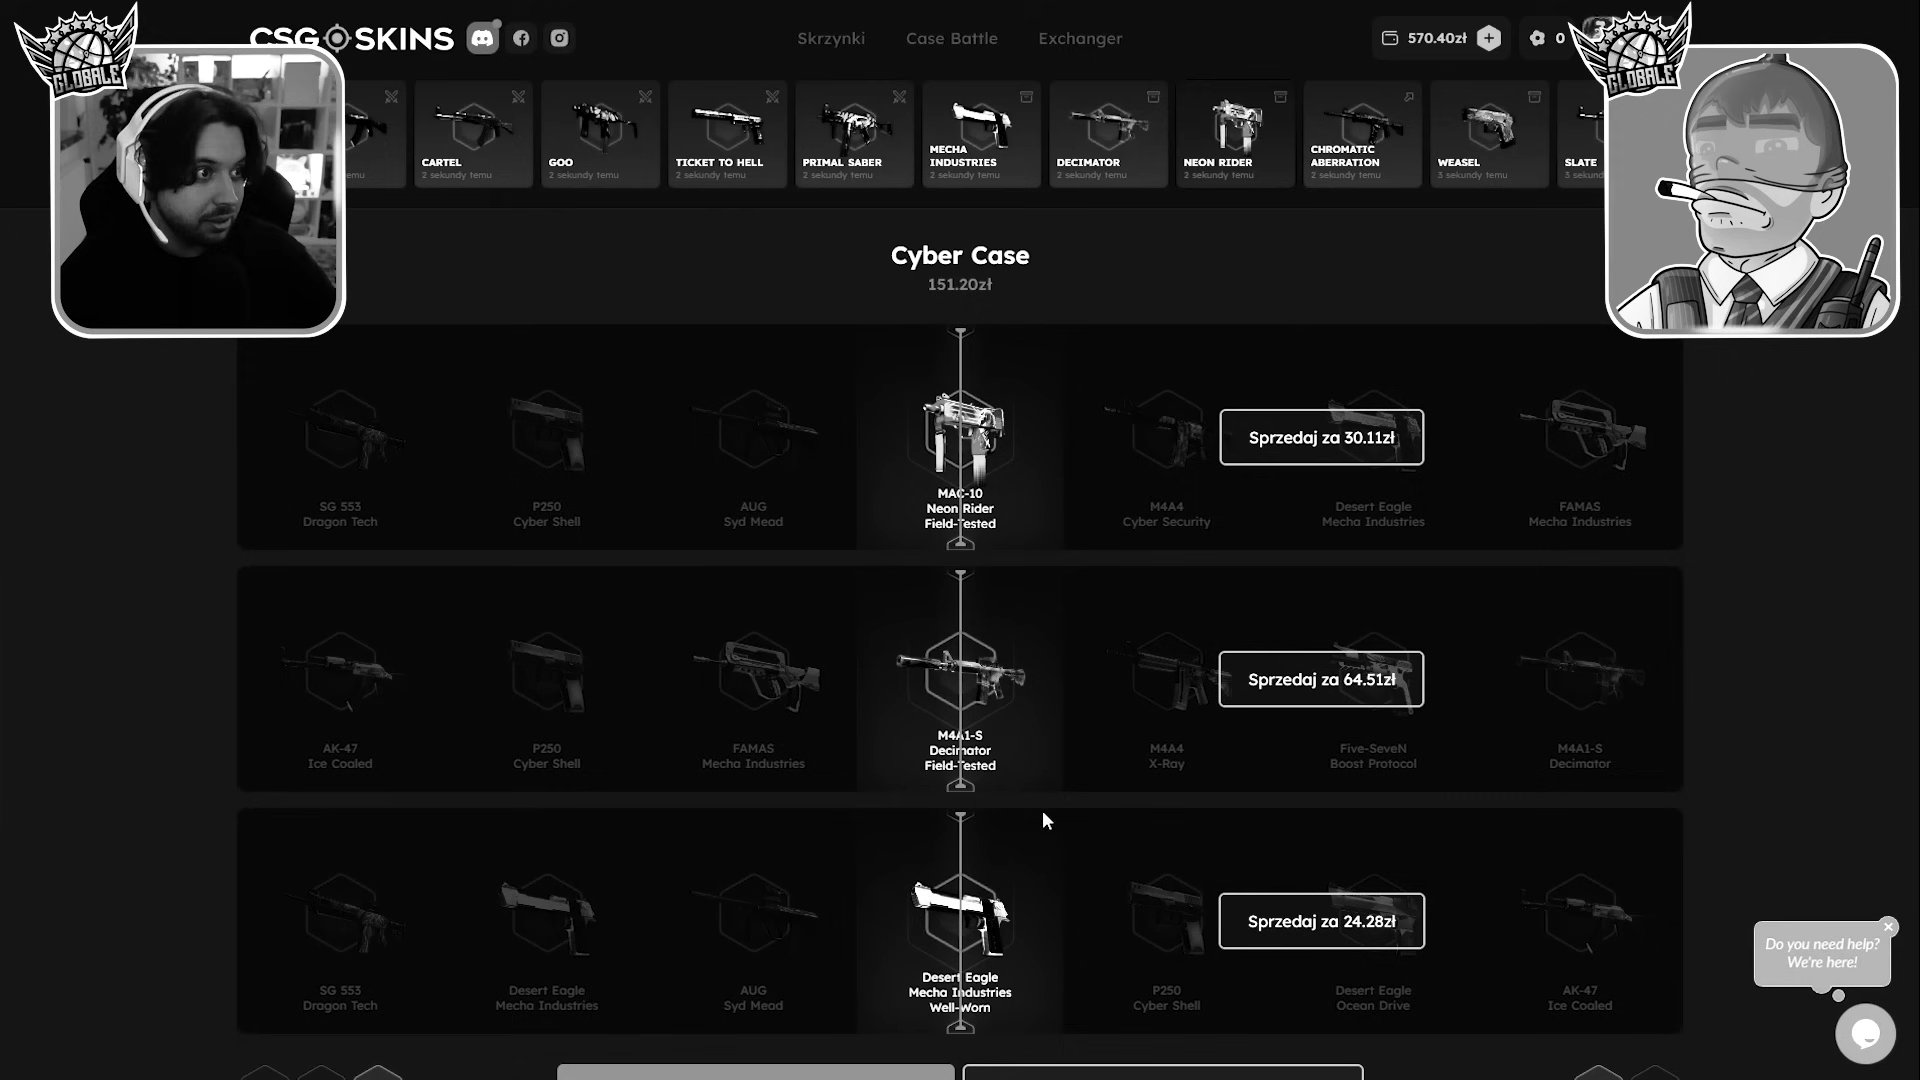 CSG SKINS
Skrzynki
Case Battle
Exchanger
570.40zł
0
GLOBALE
GLOBALE
CARTEL
2 sekundy temu
GOO
2 sekundy temu
TICKET TO HELL
2 sekundy temu
PRIMAL SABER
2 sekundy temu
MECHA
INDUSTRIES
2 sekundy temu
DECIMATOR
2 sekundy temu
NEON RIDER
2 sekundy temu
CHROMATIC
ABERRATION
2 sekundy temu
WEASEL
3 sekundy temu
SLATE
Cyber Case
151.20zł
SG 553
Dragon Tech
P250
Cyber Shell
AUG
Syd Mead
MAC-10
Neon Rider
Field-Tested
M4A4
Cyber Security
Sprzedaj za 30.11zł
Desert Eagle
Mecha Industries
FAMAS
Mecha Industries
AK-47
Ice Coaled
P250
Cyber Shell
FAMAS
Mecha Industries
M4A1-S
Decimator
Field-Tested
M4A4
X-Ray
Sprzedaj za 64.51zł
Five-SeveN
Boost Protocol
M4A1-S
Decimator
SG 553
Dragon Tech
Desert Eagle
Mecha Industries
AUG
Syd Mead
Desert Eagle
Mecha Industries
Well-Worn
P250
Cyber Shell
Sprzedaj za 24.28zł
Desert Eagle
Ocean Drive
AK-47
Ice Coaled
Do you need help?
We're here!